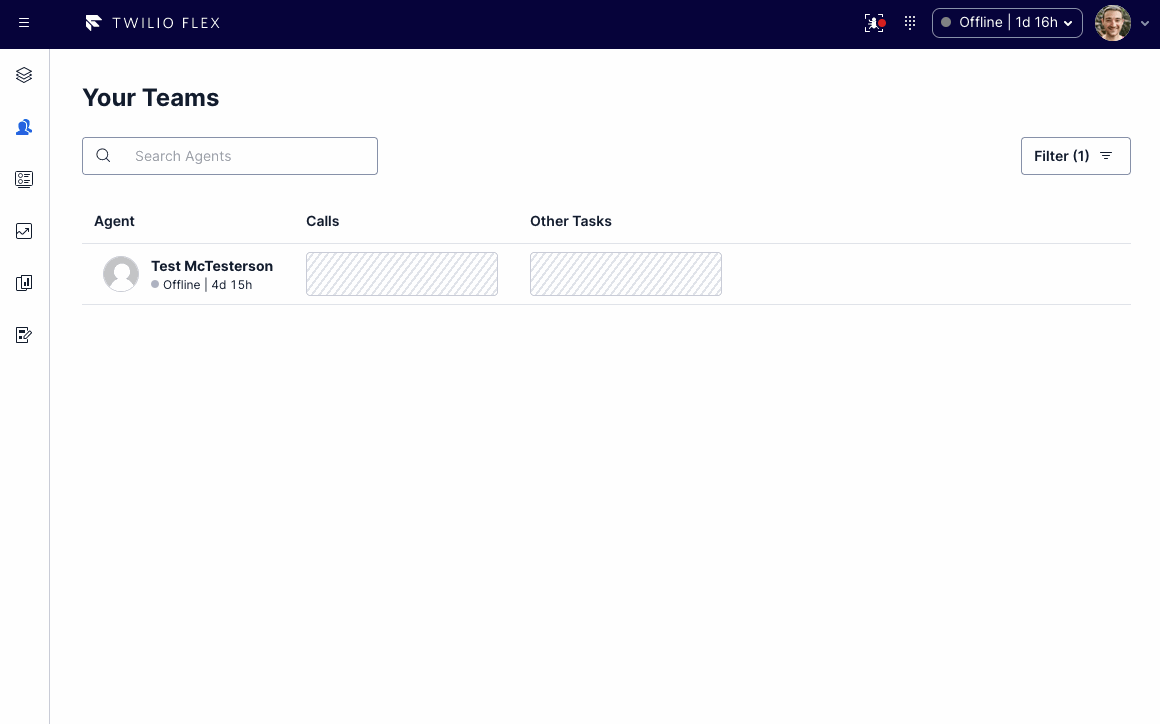 TWILIO FLEX
Offline | 1d 16h
Your Teams
Search Agents
Filter (1)
Agent Calls Other Tasks
Test McTesterson
Offline | 4d 15h